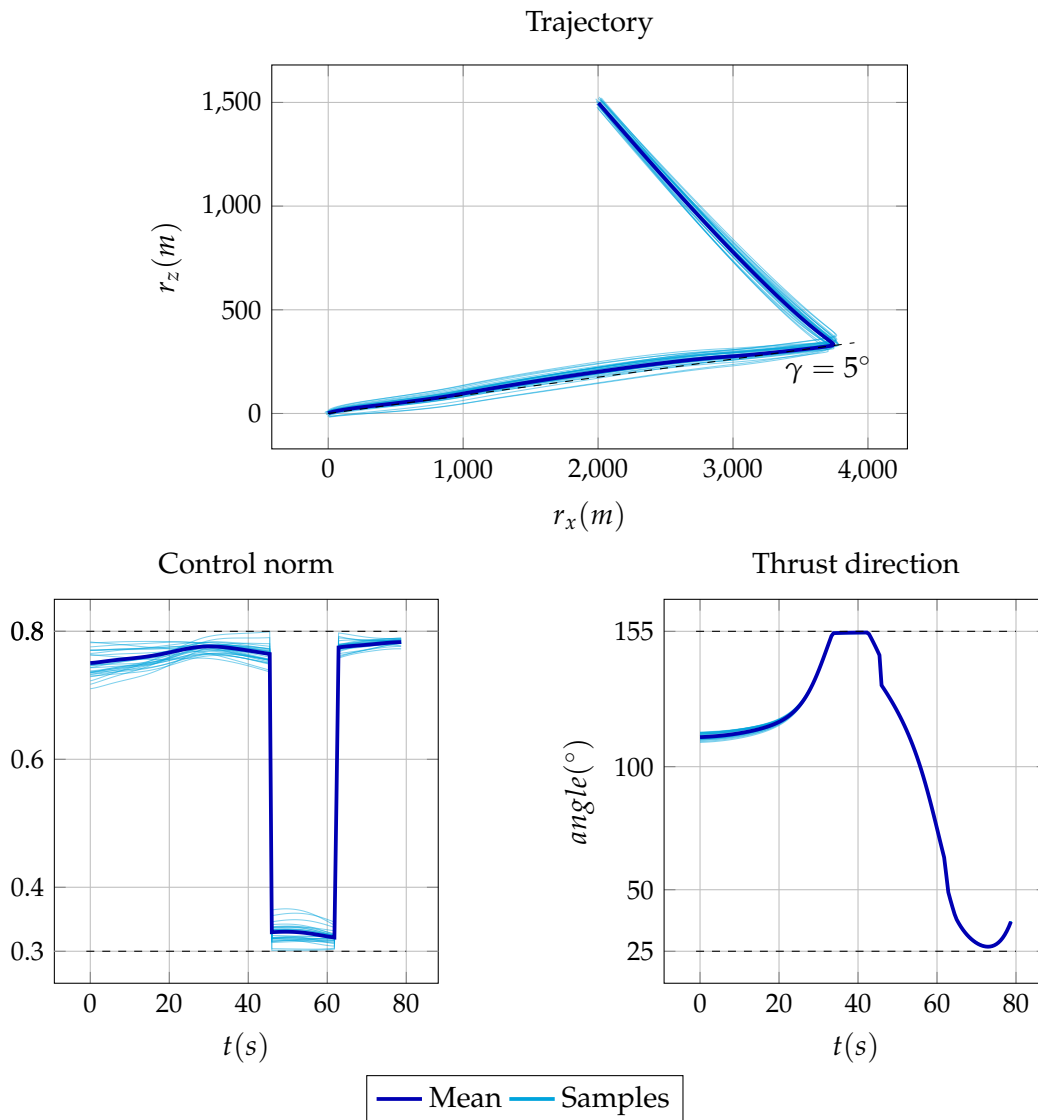 Trajectory
1,500
1,000
500
0
r_z(m)
γ = 5°
0 1,000 2,000 3,000 4,000
r_x(m)
Control norm
0.8
0.6
0.4
0.3
0 20 40 60 80
t(s)
Thrust direction
155
100
50
25
angle(°)
0 20 40 60 80
t(s)
Mean Samples